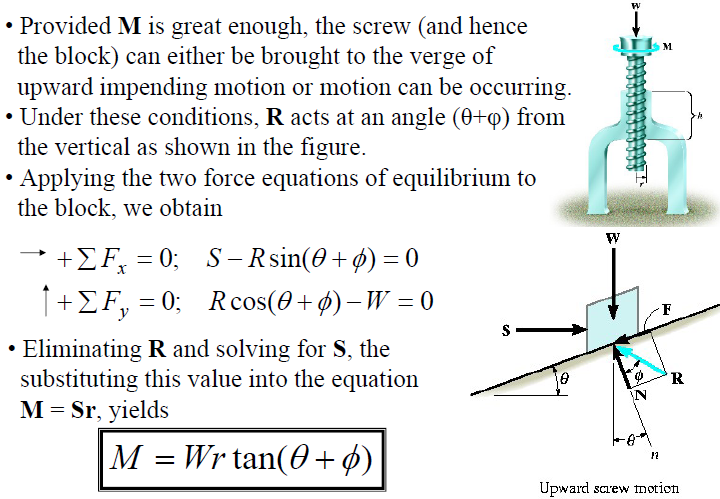 • Provided M is great enough, the screw (and hence
the block) can either be brought to the verge of
upward impending motion or motion can be occurring.
• Under these conditions, R acts at an angle (θ+φ) from
the vertical as shown in the figure.
• Applying the two force equations of equilibrium to
the block, we obtain
→ + ∑ Fx = 0; S − R sin(θ + ϕ) = 0
↑ + ∑ Fy = 0; R cos(θ + ϕ) − W = 0
• Eliminating R and solving for S, the
substituting this value into the equation
M = Sr, yields
M = Wr tan(θ + ϕ)
W
M
h
r
W
F
S
θ
ϕ
R
N
θ
n
Upward screw motion